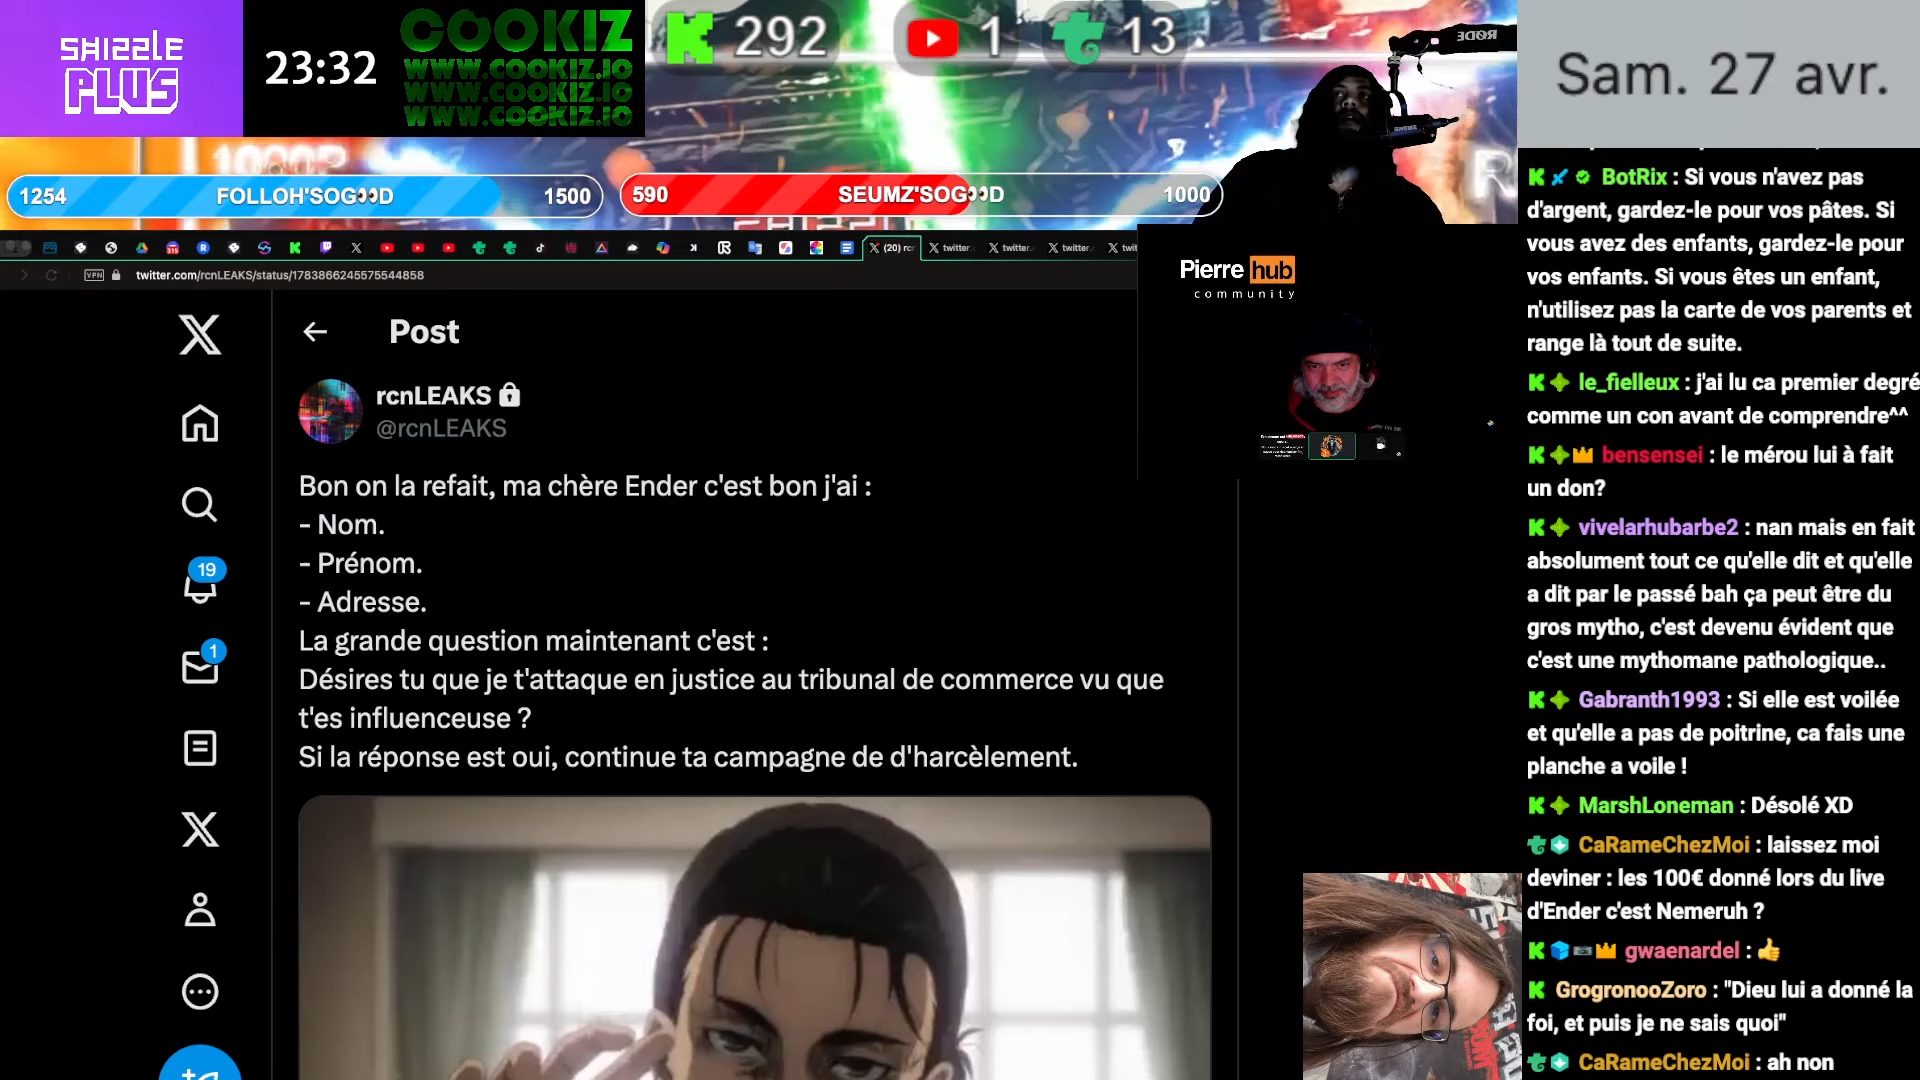 SHIZZLE
PLUS
23:32
COOKIZ
WWW.COOKIZ.IO
WWW.COOKIZ.IO
WWW.COOKIZ.IO
292
1
13
RØDE
Sam. 27 avr.
1254 FOLLOH'SOG👀D 1500
590 SEUMZ'SOG👀D 1000
(20) rc
twitter.
twitter.
twitter.
twit
VPN
twitter.com/rcnLEAKS/status/1783866245575544858
Pierre hub
community
Post
rcnLEAKS
@rcnLEAKS
Bon on la refait, ma chère Ender c'est bon j'ai :
- Nom.
- Prénom.
- Adresse.
La grande question maintenant c'est :
Désires tu que je t'attaque en justice au tribunal de commerce vu que
t'es influenceuse ?
Si la réponse est oui, continue ta campagne de d'harcèlement.
19
1
BotRix : Si vous n'avez pas
d'argent, gardez-le pour vos pâtes. Si
vous avez des enfants, gardez-le pour
vos enfants. Si vous êtes un enfant,
n'utilisez pas la carte de vos parents et
range là tout de suite.
le_fielleux : j'ai lu ca premier degré
comme un con avant de comprendre^^
bensensei : le mérou lui à fait
un don?
vivelarhubarbe2 : nan mais en fait
absolument tout ce qu'elle dit et qu'elle
a dit par le passé bah ça peut être du
gros mytho, c'est devenu évident que
c'est une mythomane pathologique..
Gabranth1993 : Si elle est voilée
et qu'elle a pas de poitrine, ca fais une
planche a voile !
MarshLoneman : Désolé XD
CaRameChezMoi : laissez moi
deviner : les 100€ donné lors du live
d'Ender c'est Nemeruh ?
gwaenardel : 👍
GrogronooZoro : "Dieu lui a donné la
foi, et puis je ne sais quoi"
CaRameChezMoi : ah non